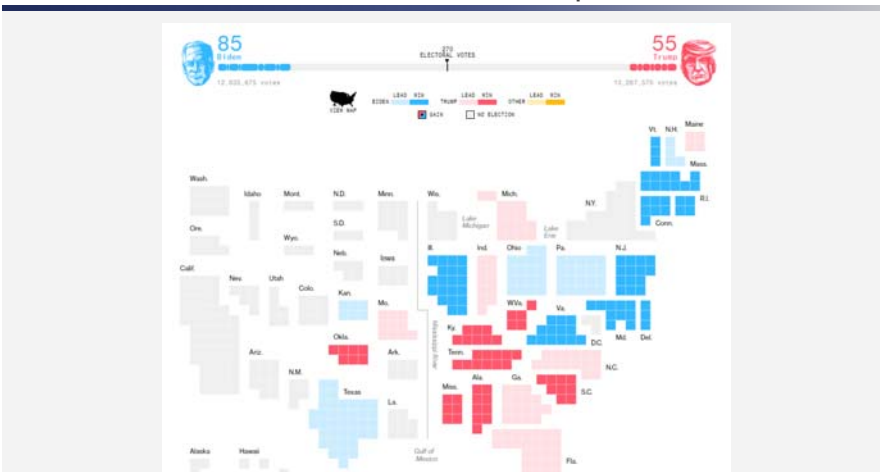 85
Biden
270
ELECTORAL VOTES
55
Trump
VIEW MAP
BIDEN
LEAD WIN
TRUMP
LEAD WIN
OTHER
LEAD WIN
GAIN
NO ELECTION
Vt. N.H. Maine
Mass.
Wash.
Idaho Mont. N.D. Minn. Wis. Mich. N.Y. R.I.
Lake Michigan
Lake Erie
Conn.
Ore.
Wyo. S.D.
Neb. Iowa Ill. Ind. Ohio Pa. N.J.
Calif.
Nev. Utah Colo. Kan. Mo.
W.Va. Va.
Okla. Ky. D.C. Md. Del.
Mississippi River
Ariz. Ark. Tenn. N.C.
N.M. Miss. Ala. Ga. S.C.
Texas La.
Alaska Hawaii
Gulf of Mexico
Fla.